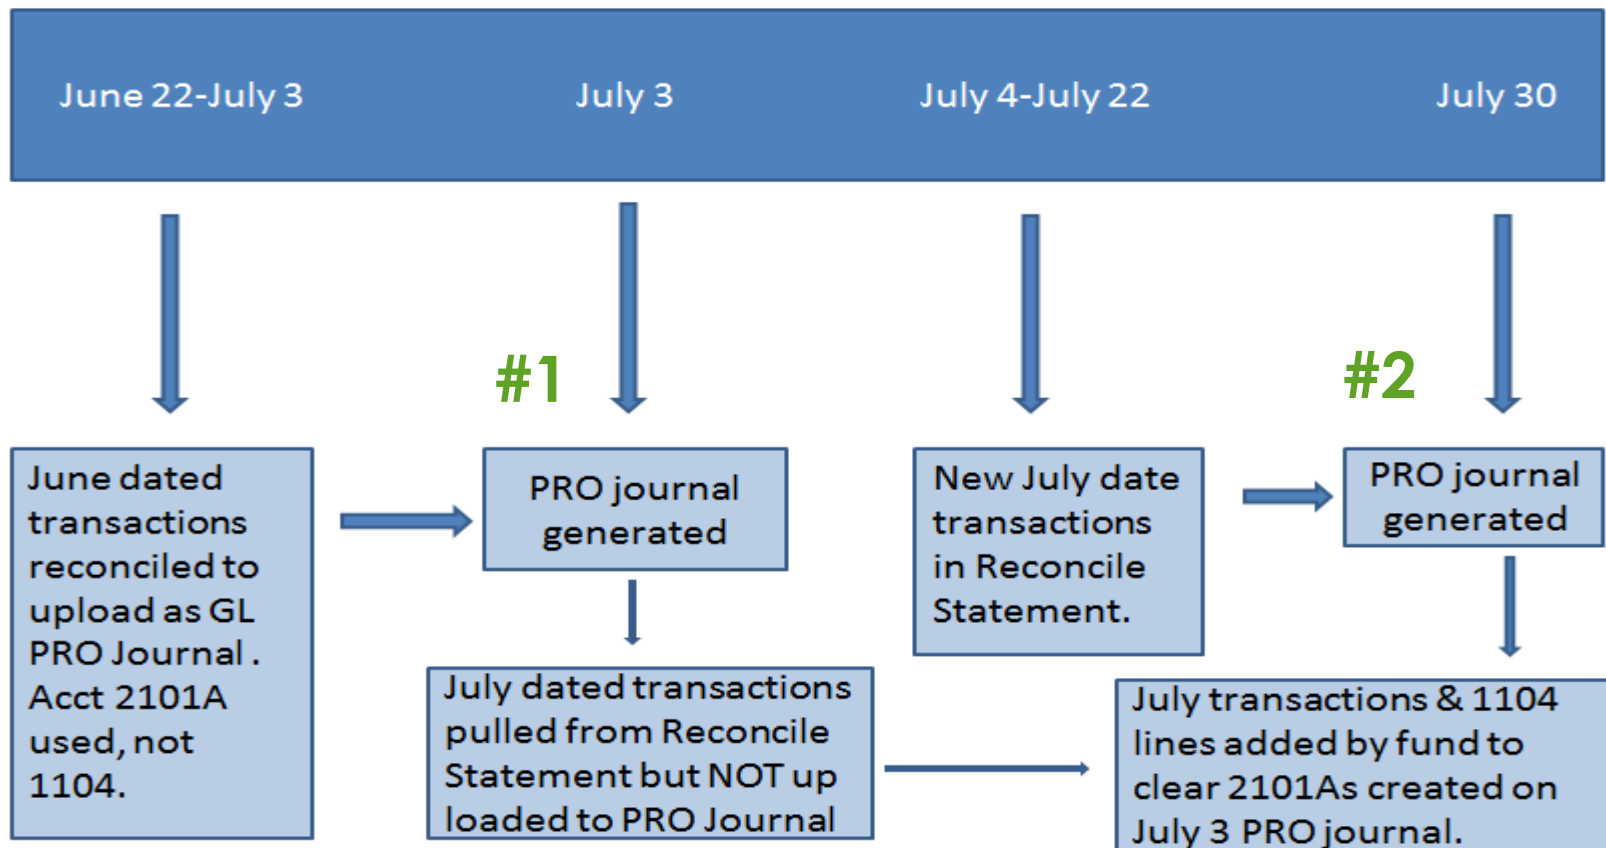 June 22-July 3
July 3
July 4-July 22
July 30
#1
#2
June dated
transactions
reconciled to
upload as GL
PRO Journal .
Acct 2101A
used, not
1104.
PRO journal
generated
New July date
transactions
in Reconcile
Statement.
PRO journal
generated
July dated transactions
pulled from Reconcile
Statement but NOT up
loaded to PRO Journal
July transactions & 1104
lines added by fund to
clear 2101As created on
July 3 PRO journal.